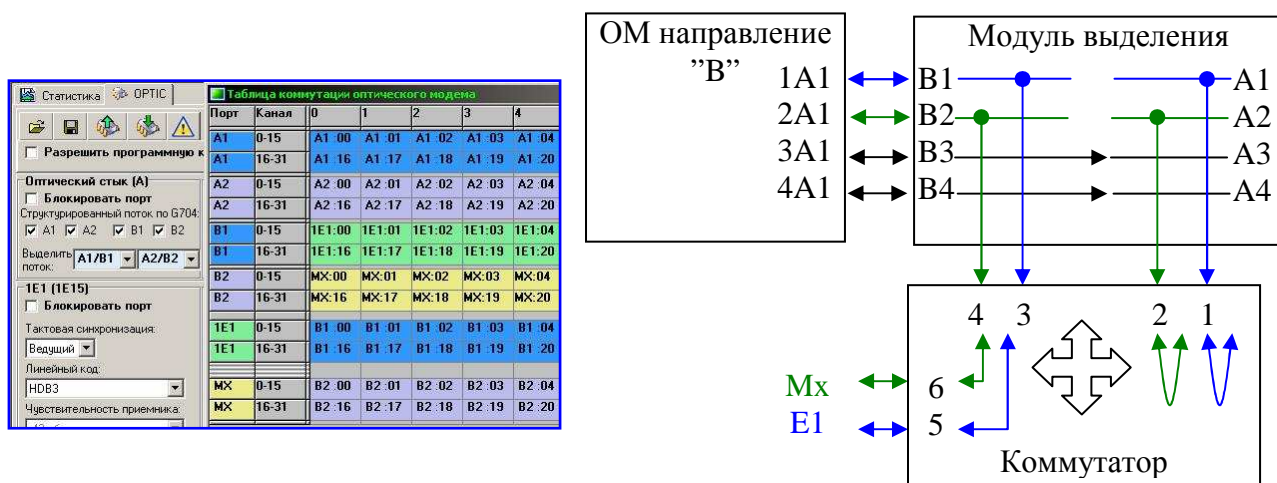 Статистика OPTIC
Разрешить программную к
Оптический стык (A)
Блокировать порт
Структурированный поток по G704:
A1 A2 B1 B2
Выделить поток: A1/B1 A2/B2
1E1 (1E15)
Блокировать порт
Тактовая синхронизация:
Ведущий
Линейный код:
HDB3
Чувствительность приемника:
Таблица коммутации оптического модема
Порт Канал 0 1 2 3 4
A1 0-15 A1 :00 A1 :01 A1 :02 A1 :03 A1 :04
A1 16-31 A1 :16 A1 :17 A1 :18 A1 :19 A1 :20
A2 0-15 A2 :00 A2 :01 A2 :02 A2 :03 A2 :04
A2 16-31 A2 :16 A2 :17 A2 :18 A2 :19 A2 :20
B1 0-15 1E1:00 1E1:01 1E1:02 1E1:03 1E1:04
B1 16-31 1E1:16 1E1:17 1E1:18 1E1:19 1E1:20
B2 0-15 MX:00 MX:01 MX:02 MX:03 MX:04
B2 16-31 MX:16 MX:17 MX:18 MX:19 MX:20
1E1 0-15 B1 :00 B1 :01 B1 :02 B1 :03 B1 :04
1E1 16-31 B1 :16 B1 :17 B1 :18 B1 :19 B1 :20
MX 0-15 B2 :00 B2 :01 B2 :02 B2 :03 B2 :04
MX 16-31 B2 :16 B2 :17 B2 :18 B2 :19 B2 :20
ОМ направление
”В”
1A1
2A1
3A1
4A1
Модуль выделения
B1 A1
B2 A2
B3 A3
B4 A4
4 3 2 1
Mx 6
E1 5
Коммутатор